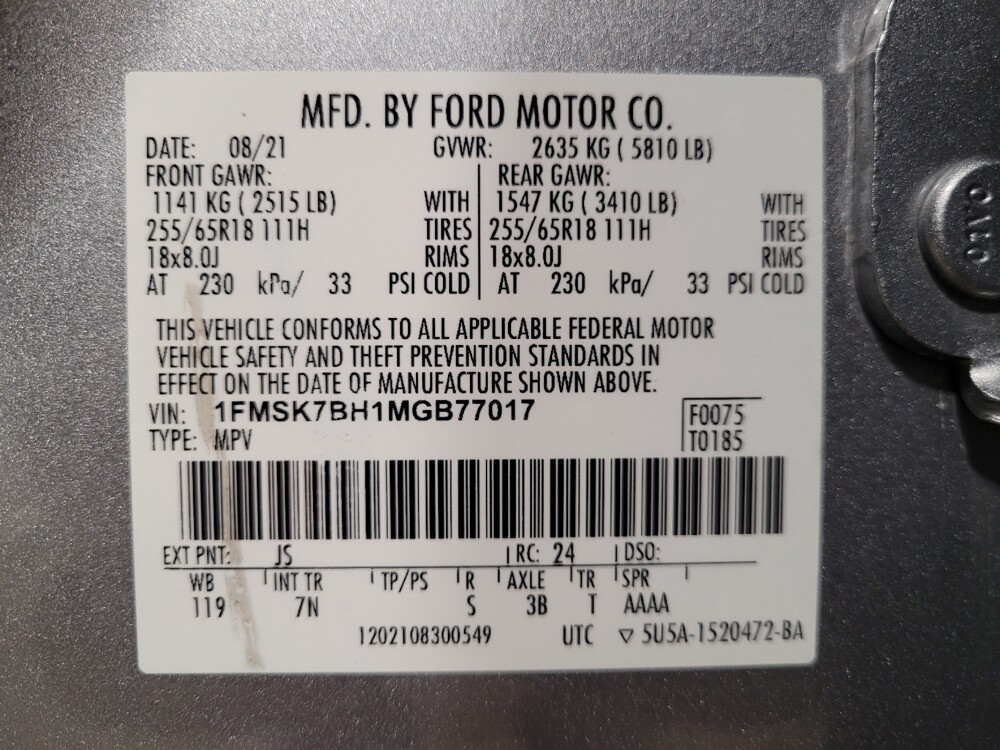 MFD. BY FORD MOTOR CO.
DATE: 08/21 GVWR: 2635 KG ( 5810 LB)
FRONT GAWR: REAR GAWR:
1141 KG ( 2515 LB) WITH 1547 KG ( 3410 LB) WITH
255/65R18 111H TIRES 255/65R18 111H TIRES
18x8.0J RIMS 18x8.0J RIMS
AT 230 kPa/ 33 PSI COLD AT 230 kPa/ 33 PSI COLD
THIS VEHICLE CONFORMS TO ALL APPLICABLE FEDERAL MOTOR
VEHICLE SAFETY AND THEFT PREVENTION STANDARDS IN
EFFECT ON THE DATE OF MANUFACTURE SHOWN ABOVE.
VIN: 1FMSK7BH1MGB77017 F0075
TYPE: MPV T0185
EXT PNT: JS RC: 24 DSO:
WB INT TR TP/PS R AXLE TR SPR
119 7N S 3B T AAAA
1202108300549 UTC ▽ 5U5A-1520472-BA